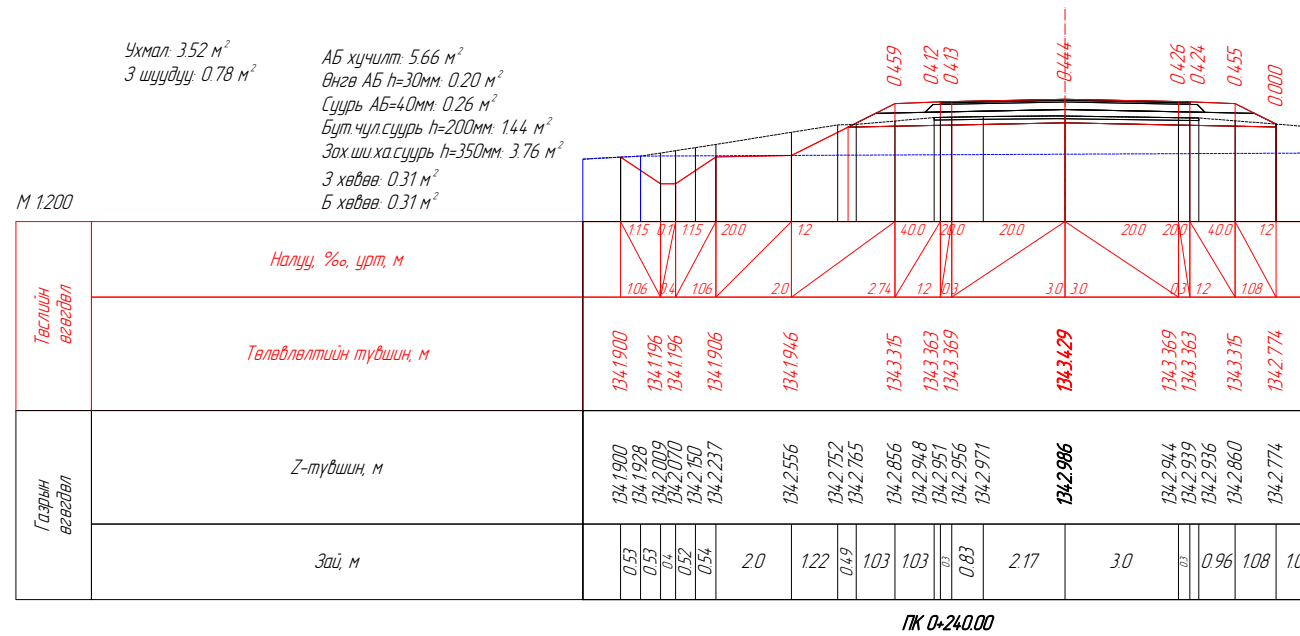 Ухмал: 3.52 м²
З шуудуу: 0.78 м²
АБ хучилт: 5.66 м²
Өнгө АБ h=30мм: 0.20 м²
Суурь АБ=40мм: 0.26 м²
Бут.чул.суурь h=200мм: 1.44 м²
Зох.ши.ха.суурь h=350мм: 3.76 м²
З хөвөө: 0.31 м²
Б хөвөө: 0.31 м²
М 1:200
0.459 0.412 0.413 0.444 0.426 0.424 0.455 0.000
Төслийн өгөгдөл
Налуу, ‰, урт, м
1:1.5 0.1 1:1.5 20.0 1:2 40.0 20.0 20.0 20.0 20.0 40.0 1:2
1.06 0.4 1.06 2.0 2.74 1.2 0.3 3.0 3.0 0.3 1.2 1.08
Төлөвлөлтийн түвшин, м
1341.900 1341.196 1341.196 1341.906 1341.946 1343.315 1343.363 1343.369 1343.429 1343.369 1343.363 1343.315 1342.774
Газрын өгөгдөл
Z-түвшин, м
1341.900 1341.928 1342.009 1342.070 1342.150 1342.237 1342.556 1342.752 1342.765 1342.856 1342.948 1342.951 1342.956 1342.971 1342.986 1342.944 1342.939 1342.936 1342.860 1342.774
Зай, м
0.53 0.53 0.4 0.52 0.54 2.0 1.22 0.49 1.03 1.03 0.3 0.83 2.17 3.0 0.3 0.96 1.08
ПК 0+240.00